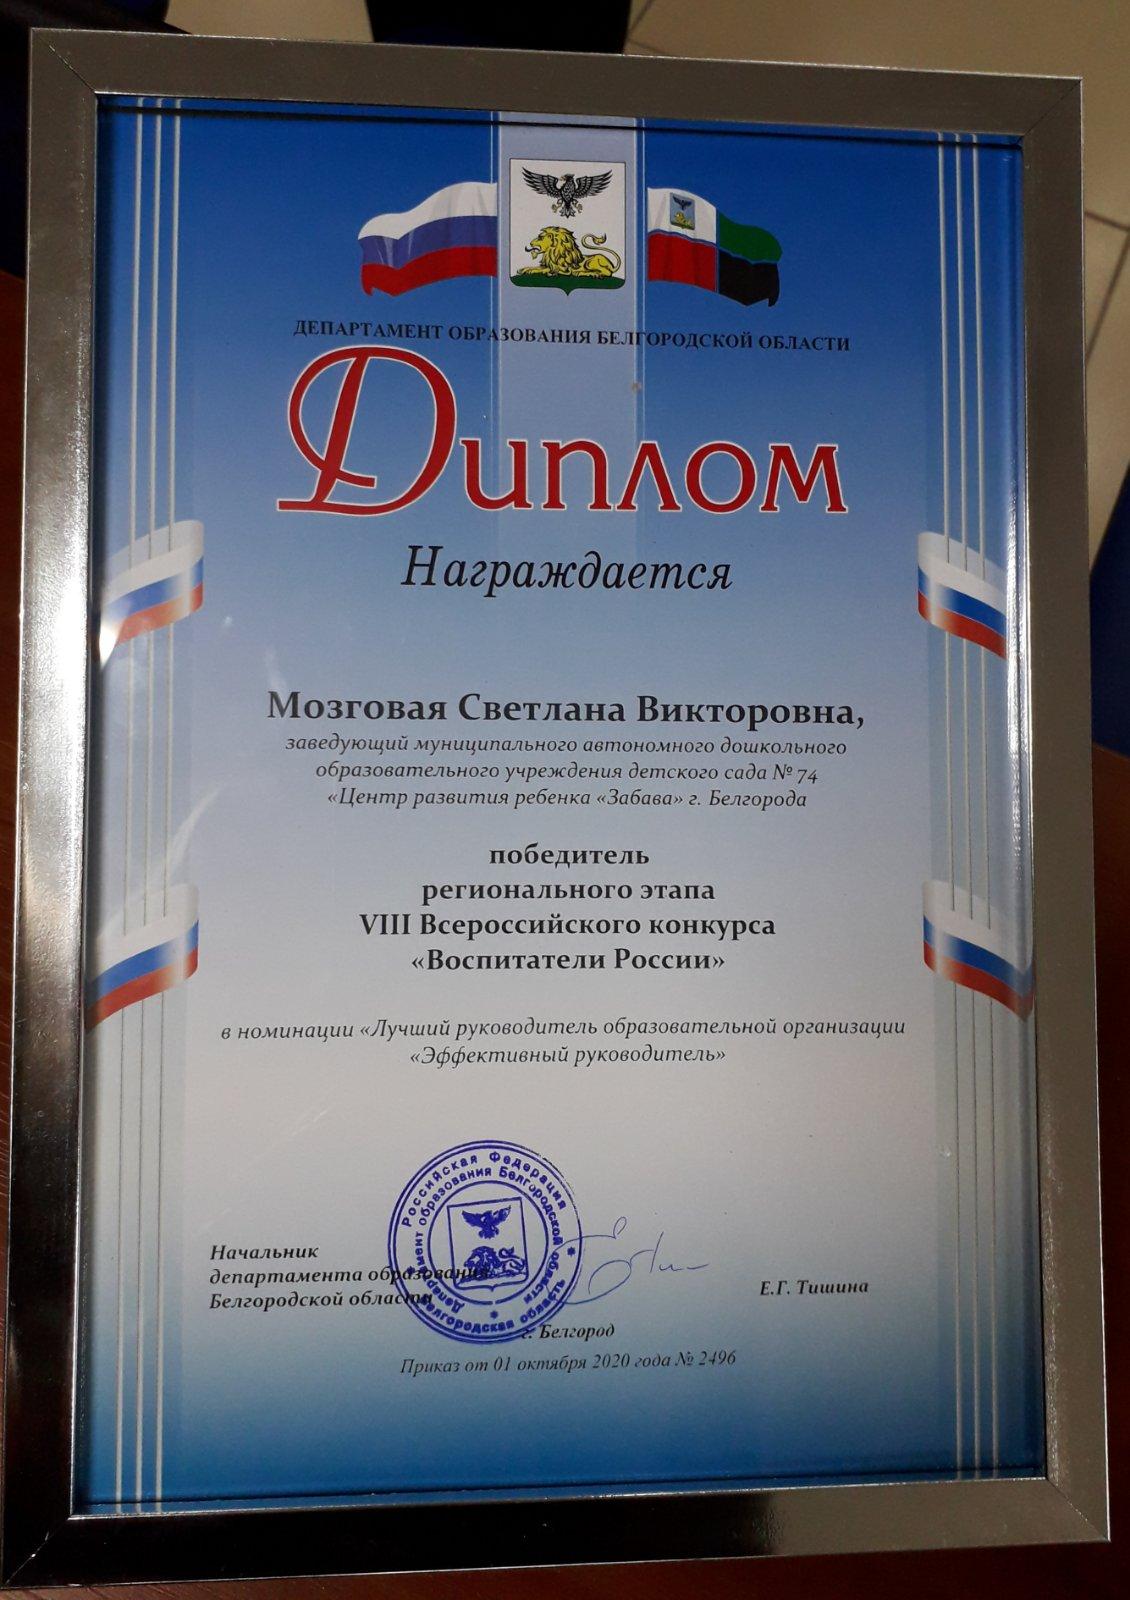 ДЕПАРТАМЕНТ ОБРАЗОВАНИЯ БЕЛГОРОДСКОЙ ОБЛАСТИ
Диплом
Награждается
Мозговая Светлана Викторовна,
заведующий муниципального автономного дошкольного
образовательного учреждения детского сада № 74
«Центр развития ребенка «Забава» г. Белгорода
победитель
регионального этапа
VIII Всероссийского конкурса
«Воспитатели России»
в номинации «Лучший руководитель образовательной организации
«Эффективный руководитель»
Российская Федерация
Белгородская область
Департамент образования Белгородской области
Начальник
департамента образования
Белгородской области
Е.Г. Тишина
г. Белгород
Приказ от 01 октября 2020 года № 2496